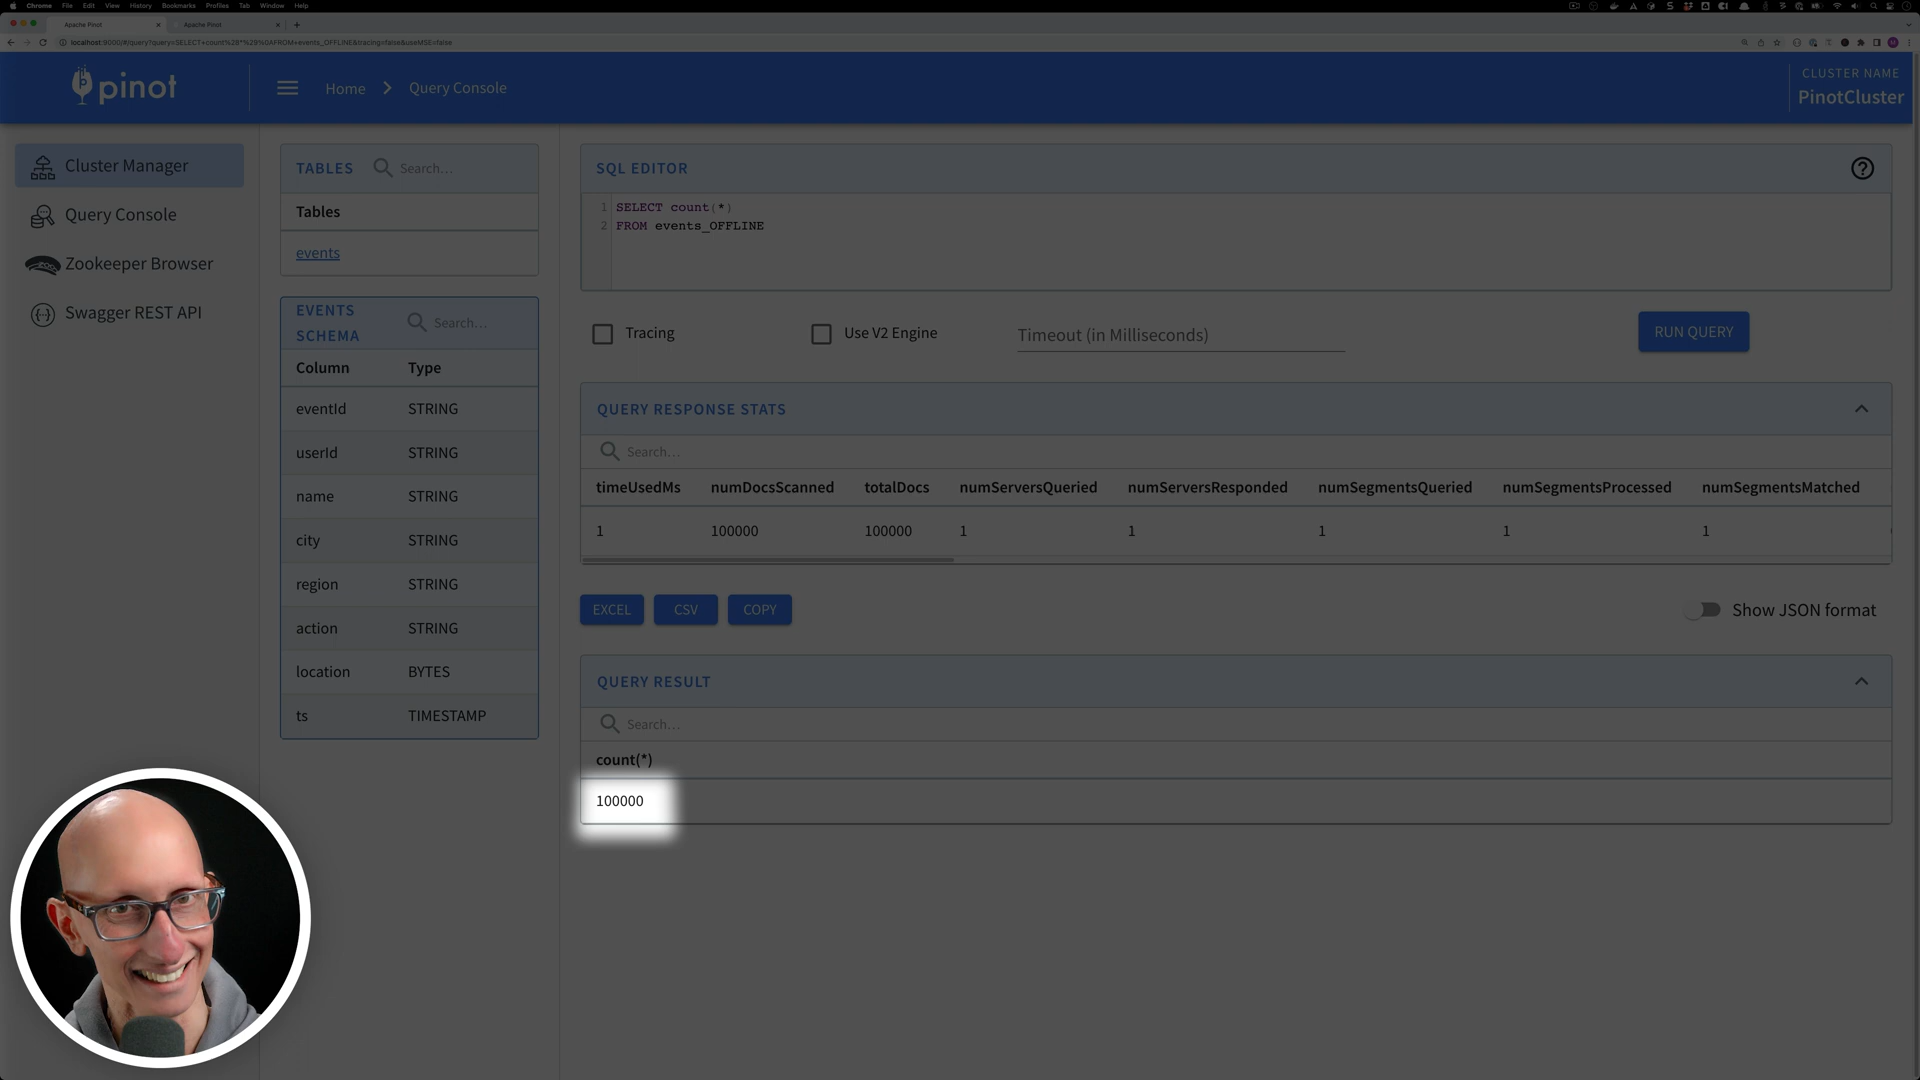 Chrome File Edit View History Bookmarks Profiles Tab Window Help
Apache Pinot
Apache Pinot
localhost:9000/#/query?query=SELECT+count%28*%29%0AFROM+events_OFFLINE&tracing=false&useMSE=false
pinot
Home
Query Console
CLUSTER NAME
PinotCluster
Cluster Manager
Query Console
Zookeeper Browser
Swagger REST API
TABLES
Search…
Tables
events
EVENTS
SCHEMA
Search…
Column Type
eventId STRING
userId STRING
name STRING
city STRING
region STRING
action STRING
location BYTES
ts TIMESTAMP
SQL EDITOR
?
1 SELECT count(*)
2 FROM events_OFFLINE
Tracing
Use V2 Engine
Timeout (in Milliseconds)
RUN QUERY
QUERY RESPONSE STATS
Search…
timeUsedMs numDocsScanned totalDocs numServersQueried numServersResponded numSegmentsQueried numSegmentsProcessed numSegmentsMatched
1 100000 100000 1 1 1 1 1
EXCEL CSV COPY
Show JSON format
QUERY RESULT
Search…
count(*)
100000